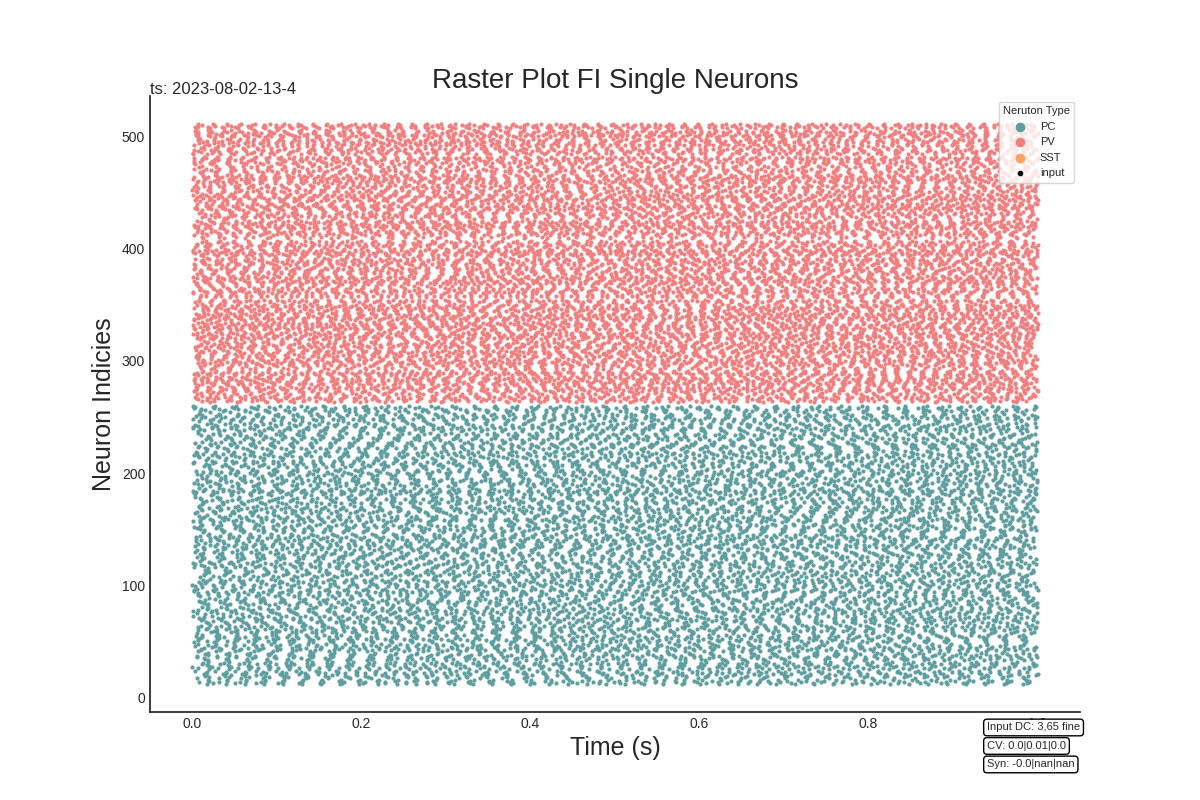 Raster Plot FI Single Neurons
ts: 2023-08-02-13-4
Neruton Type
PC
PV
SST
input
500
400
300
200
100
0
Neuron Indicies
0.0
0.2
0.4
0.6
0.8
Time (s)
Input DC: 3,65 fine
CV: 0.0|0.01|0.0
Syn: -0.0|nan|nan